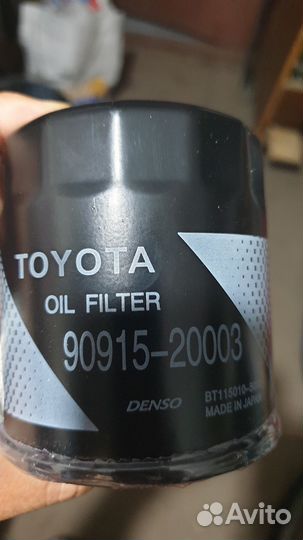 TOYOTA
OIL FILTER
90915-20003
DENSO
MADE IN JAPAN
Avito